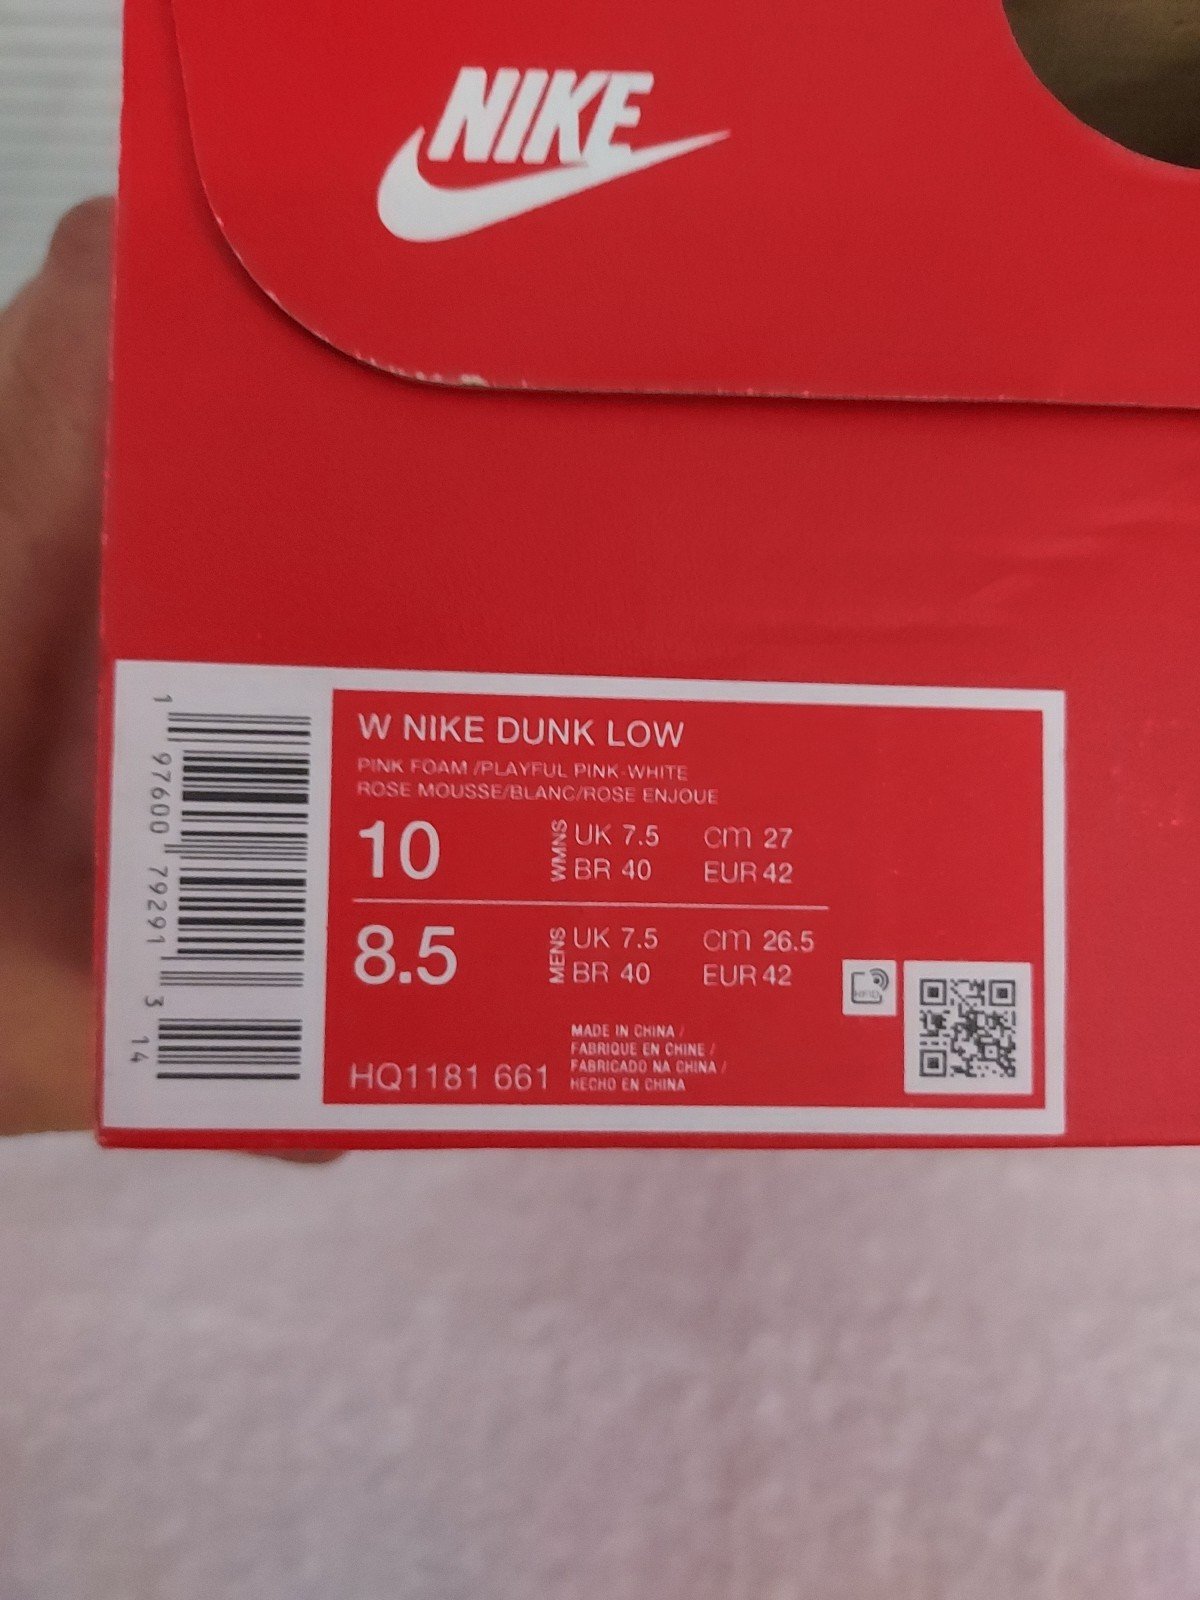 NIKE
W NIKE DUNK LOW
PINK FOAM /PLAYFUL PINK-WHITE
ROSE MOUSSE/BLANC/ROSE ENJOUE
10 WMNS UK 7.5 cm 27
BR 40 EUR 42
8.5 MENS UK 7.5 cm 26.5
BR 40 EUR 42
RFID
MADE IN CHINA /
FABRIQUE EN CHINE /
FABRICADO NA CHINA /
HECHO EN CHINA
HQ1181 661
1 97600 79291 3 14